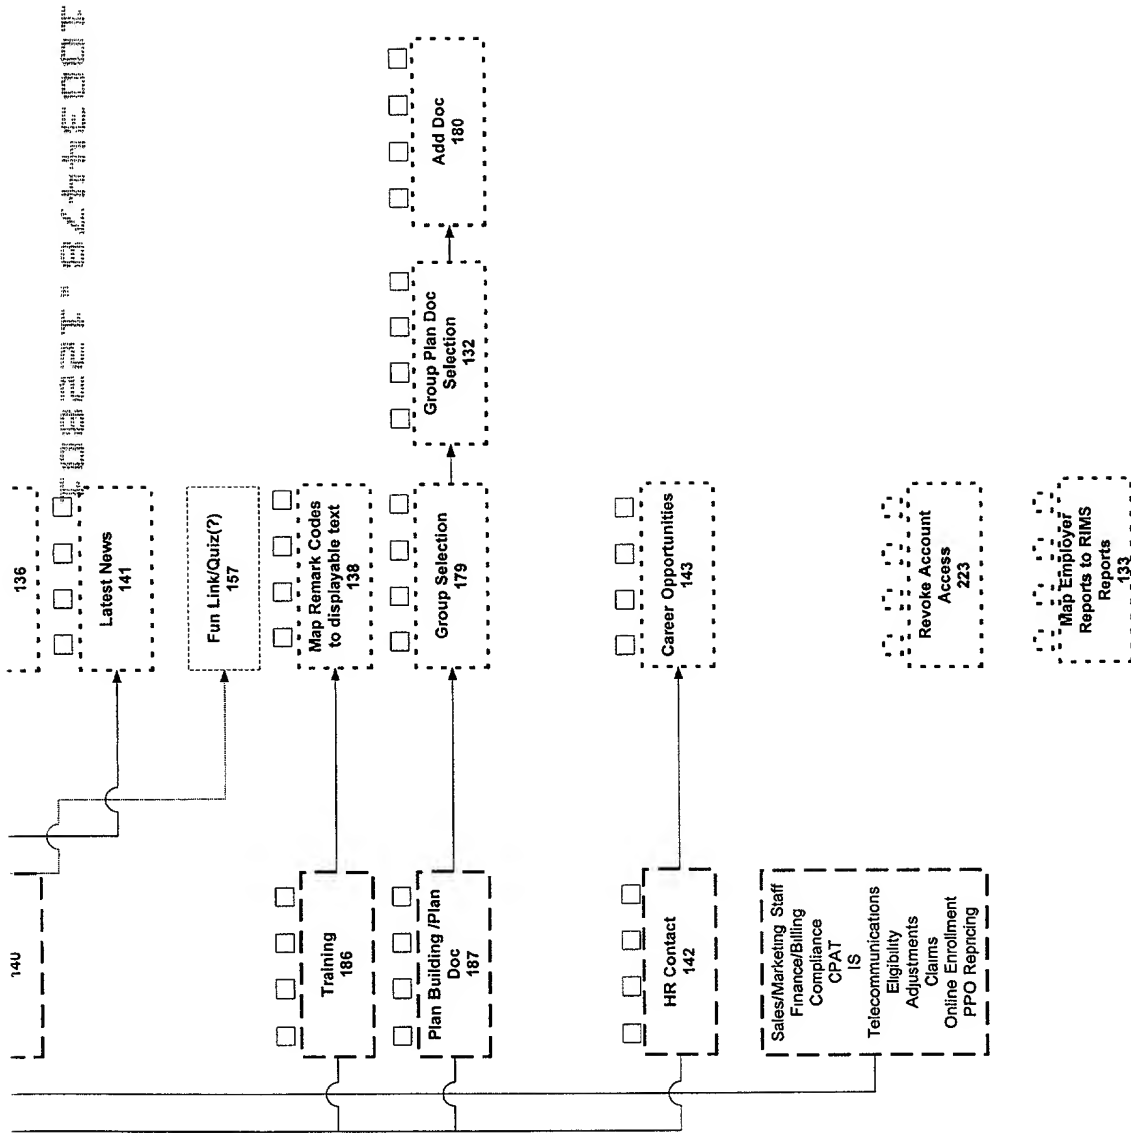 136
Latest News
141
Fun Link/Quiz(?)
157
Map Remark Codes
to displayable text
138
Group Selection
179
Group Plan Doc
Selection
132
Add Doc
180
Career Opportunities
143
Revoke Account
Access
223
Map Employer
Reports to RIMS
Reports
133
140
Training
186
Plan Building /Plan
Doc
187
HR Contact
142
Sales/Marketing Staff
Finance/Billing
Compliance
CPAT
IS
Telecommunications
Eligibility
Adjustments
Claims
Online Enrollment
PPO Repricing